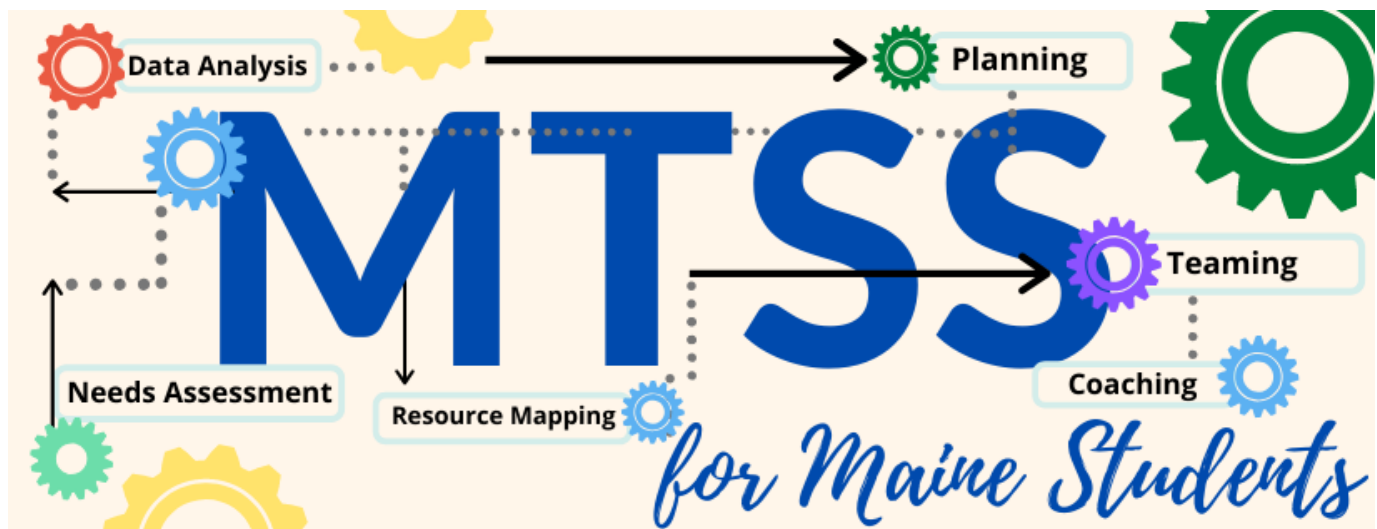 Data Analysis
Planning
MTSS
Teaming
Needs Assessment
Resource Mapping
Coaching
for Maine Students